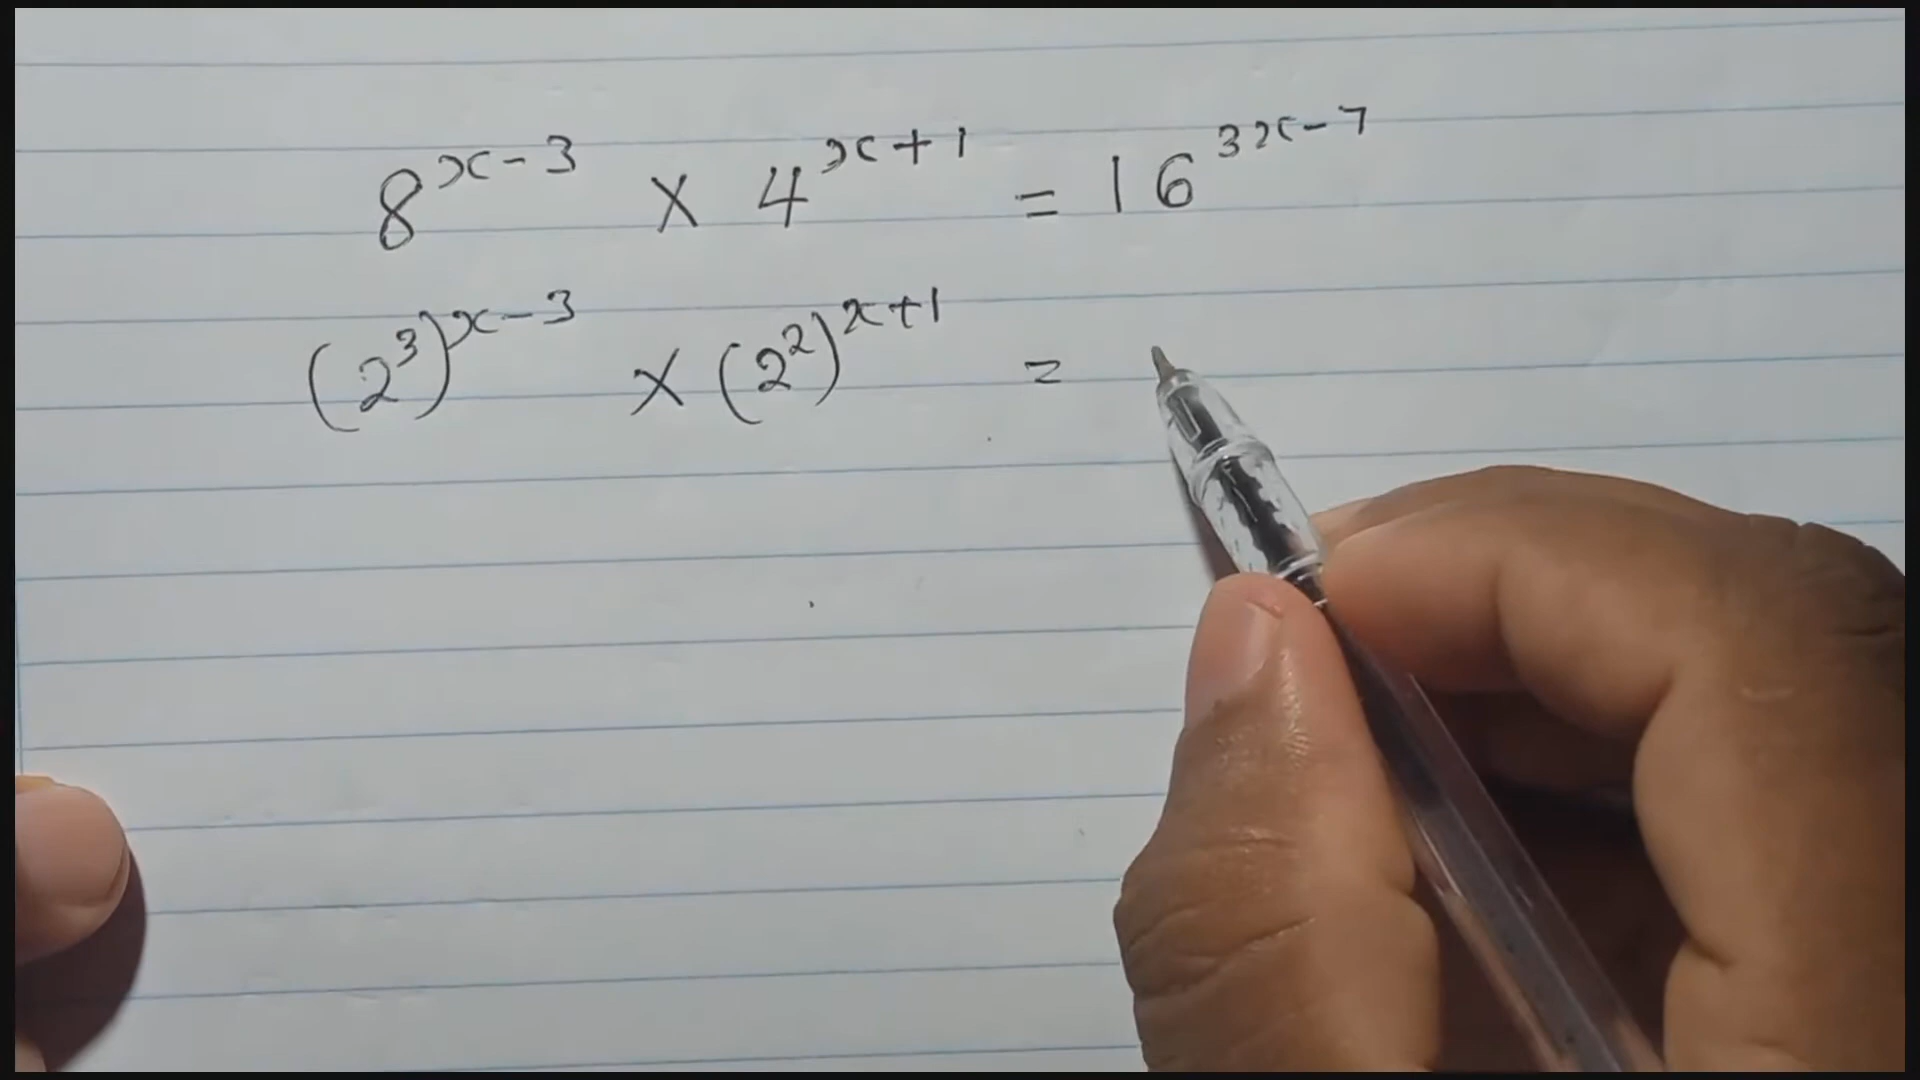 8^{x-3} × 4^{x+1} = 16^{3x-7}
(2^3)^{x-3} × (2^2)^{x+1} =